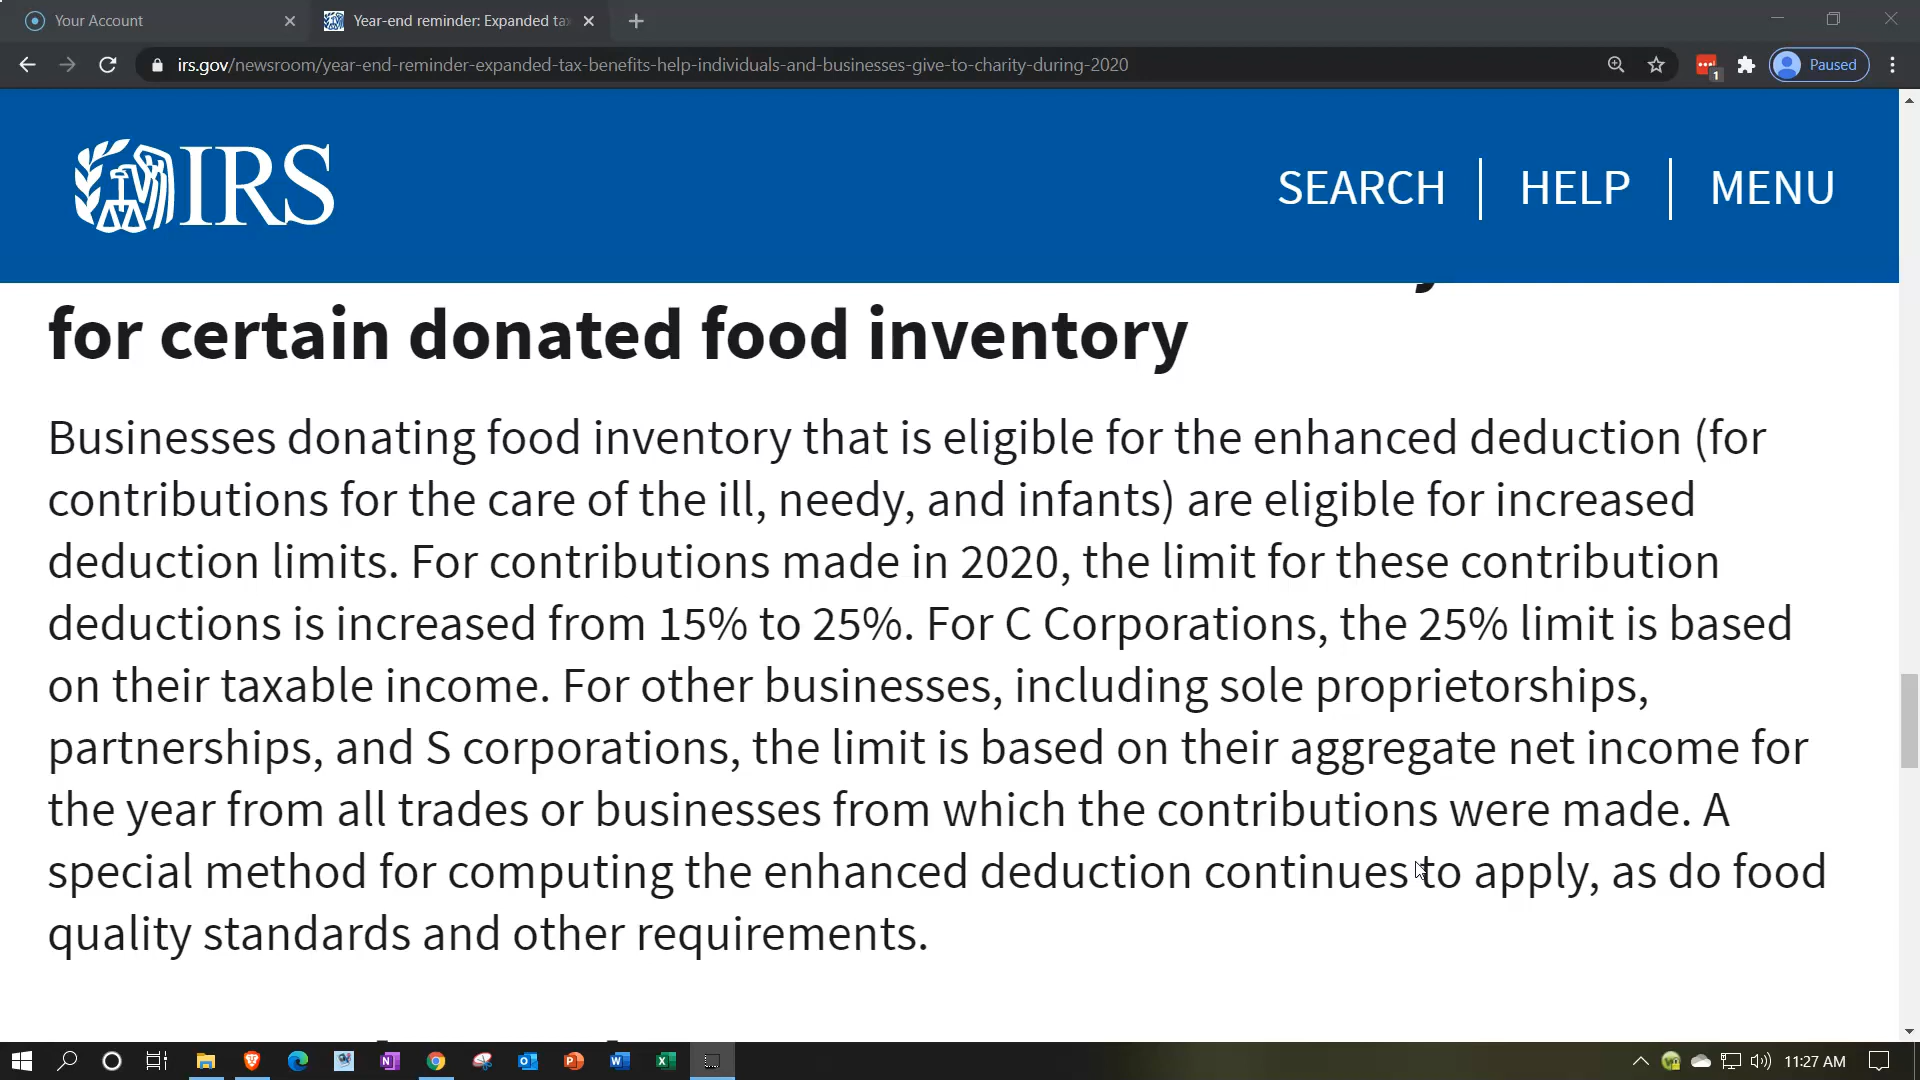 Your Account
Year-end reminder: Expanded ta
irs.gov/newsroom/year-end-reminder-expanded-tax-benefits-help-individuals-and-businesses-give-to-charity-during-2020
1
Paused
IRS
SEARCH
HELP
MENU
for certain donated food inventory
Businesses donating food inventory that is eligible for the enhanced deduction (for
contributions for the care of the ill, needy, and infants) are eligible for increased
deduction limits. For contributions made in 2020, the limit for these contribution
deductions is increased from 15% to 25%. For C Corporations, the 25% limit is based
on their taxable income. For other businesses, including sole proprietorships,
partnerships, and S corporations, the limit is based on their aggregate net income for
the year from all trades or businesses from which the contributions were made. A
special method for computing the enhanced deduction continues to apply, as do food
quality standards and other requirements.
11:27 AM